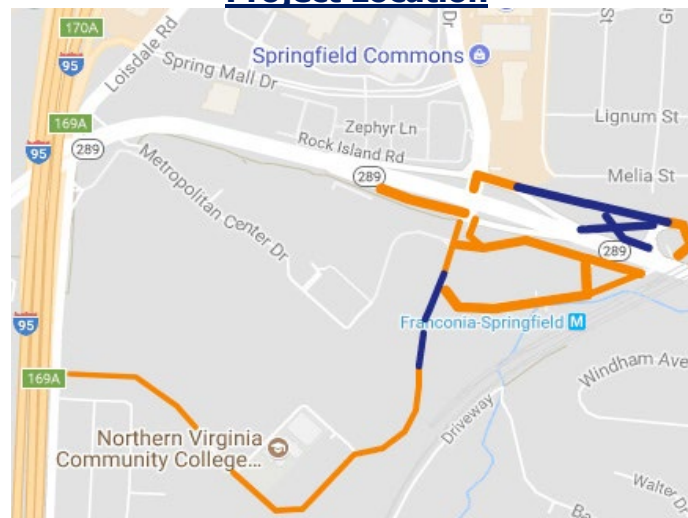 Project Location
170A
95
Loisdale Rd
Springfield Commons
Dr
St
Spring Mall Dr
169A
95
289
Zephyr Ln
Rock Island Rd
Lignum St
289
Melia St
Metropolitan Center Dr
289
95
Franconia-Springfield M
169A
Windham Ave
Driveway
Northern Virginia
Community College...
Walter Dr